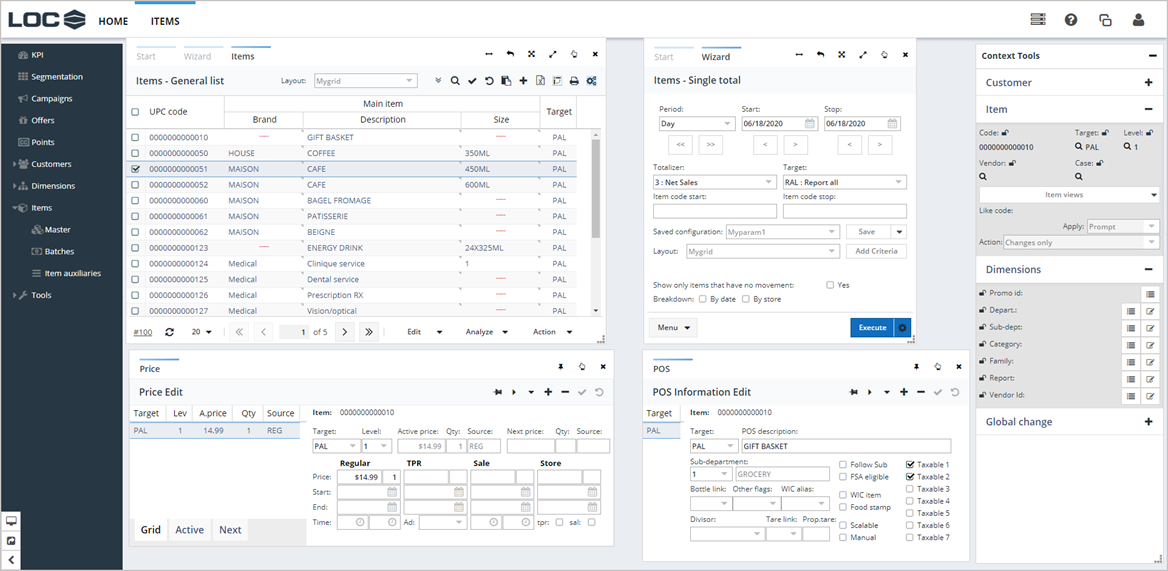 LOC HOME ITEMS
KPI
Segmentation
Campaigns
Offers
Points
Customers
Dimensions
Items
Master
Batches
Item auxiliaries
Tools
Start Wizard Items
Items - General list Layout: Mygrid
UPC code Main item Target
Brand Description Size
0000000000010 GIFT BASKET PAL
0000000000050 HOUSE COFFEE 350ML PAL
0000000000051 MAISON CAFE 450ML PAL
0000000000052 MAISON CAFE 600ML PAL
0000000000060 MAISON BAGEL FROMAGE PAL
0000000000061 MAISON PATISSERIE PAL
0000000000062 MAISON BEIGNE PAL
0000000000123 ENERGY DRINK 24X325ML PAL
0000000000124 Medical Clinique service 1 PAL
0000000000125 Medical Dental service PAL
0000000000126 Medical Prescription RX PAL
0000000000127 Medical Vision/optical PAL
#100 20 1 of 5 Edit Analyze Action
Start Wizard
Items - Single total
Period: Start: Stop:
Day 06/18/2020 06/18/2020
<< >> < > < >
Totalizer: Target:
3 : Net Sales RAL : Report all
Item code start: Item code stop:
Saved configuration: Myparam1 Save
Layout: Mygrid Add Criteria
Show only items that have no movement: Yes
Breakdown: By date By store
Menu Execute
Price
Price Edit
Target Lev A.price Qty Source
PAL 1 14.99 1 REG
Grid Active Next
Item: 0000000000010
Target: Level: Active price: Qty: Source: Next price: Qty: Source:
PAL 1 $14.99 1 REG
Regular TPR Sale Store
Price: $14.99 1
Start:
End:
Time: Ad: tpr: sal:
POS
POS Information Edit
Target
PAL
Item: 0000000000010
Target: POS description:
PAL GIFT BASKET
Sub-department:
1 GROCERY
Bottle link: Other flags: WIC alias:
Divisor: Tare link: Prop.tare:
Follow Sub
FSA eligible
WIC item
Food stamp
Scalable
Manual
Taxable 1
Taxable 2
Taxable 3
Taxable 4
Taxable 5
Taxable 6
Taxable 7
Context Tools
Customer
Item
Code: Target: Level:
0000000000010 PAL 1
Vendor: Case:
Item views
Like code:
Apply: Prompt
Action: Changes only
Dimensions
Promo id:
Depart.:
Sub-dept:
Category:
Family:
Report:
Vendor Id:
Global change